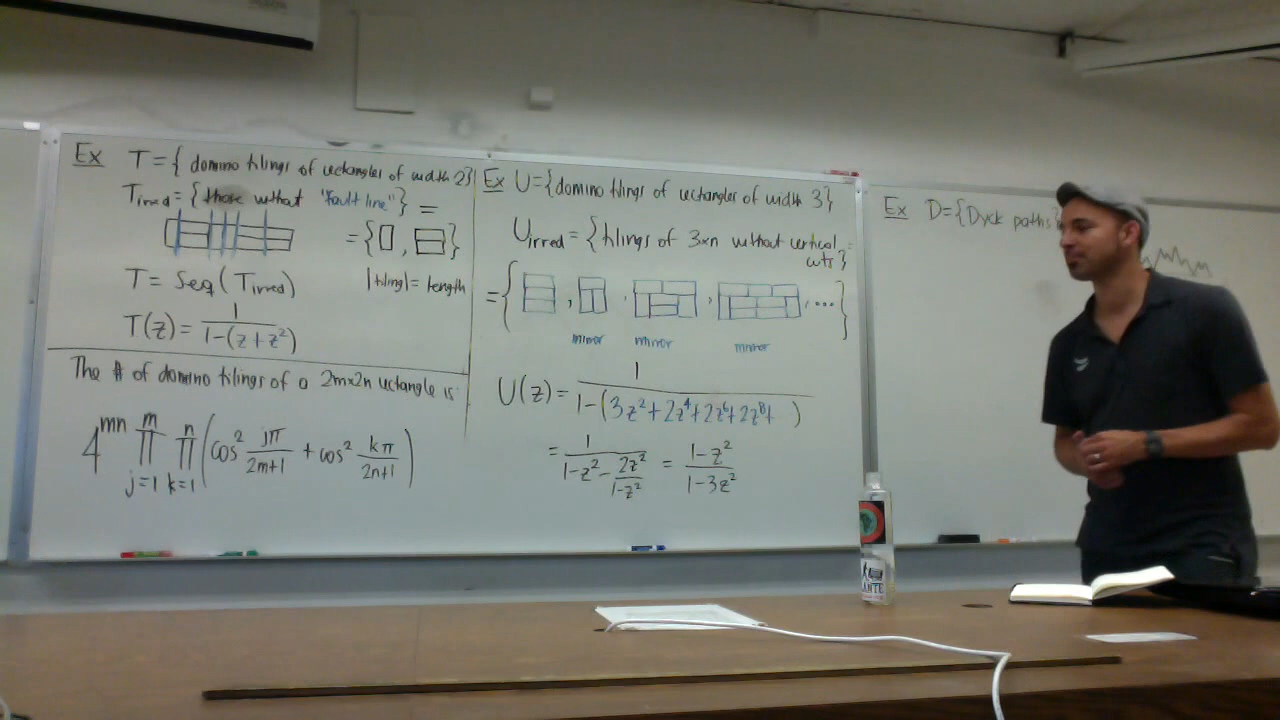 Ex T = { domino tilings of rectangles of width 2}
T_irred = { those without "fault line" } =
= { , }
T = Seq (T_irred)
|tiling| = length
T(z) = 1/(1-(z+z²))
The # of domino tilings of a 2m×2n rectangle is:
4^mn ∏_{j=1}^{m} ∏_{k=1}^{n} (cos² jπ/(2m+1) + cos² kπ/(2n+1))
Ex U = {domino tilings of rectangles of width 3}
U_irred = { tilings of 3×n without vertical cuts } =
= { , , , , ... }
mirror mirror mirror
U(z) = 1/(1-(3z²+2z⁴+2z⁶+2z⁸+ ))
= 1/(1-z²-2z²/(1-z²)) = (1-z²)/(1-3z²)
Ex D = {Dyck paths}